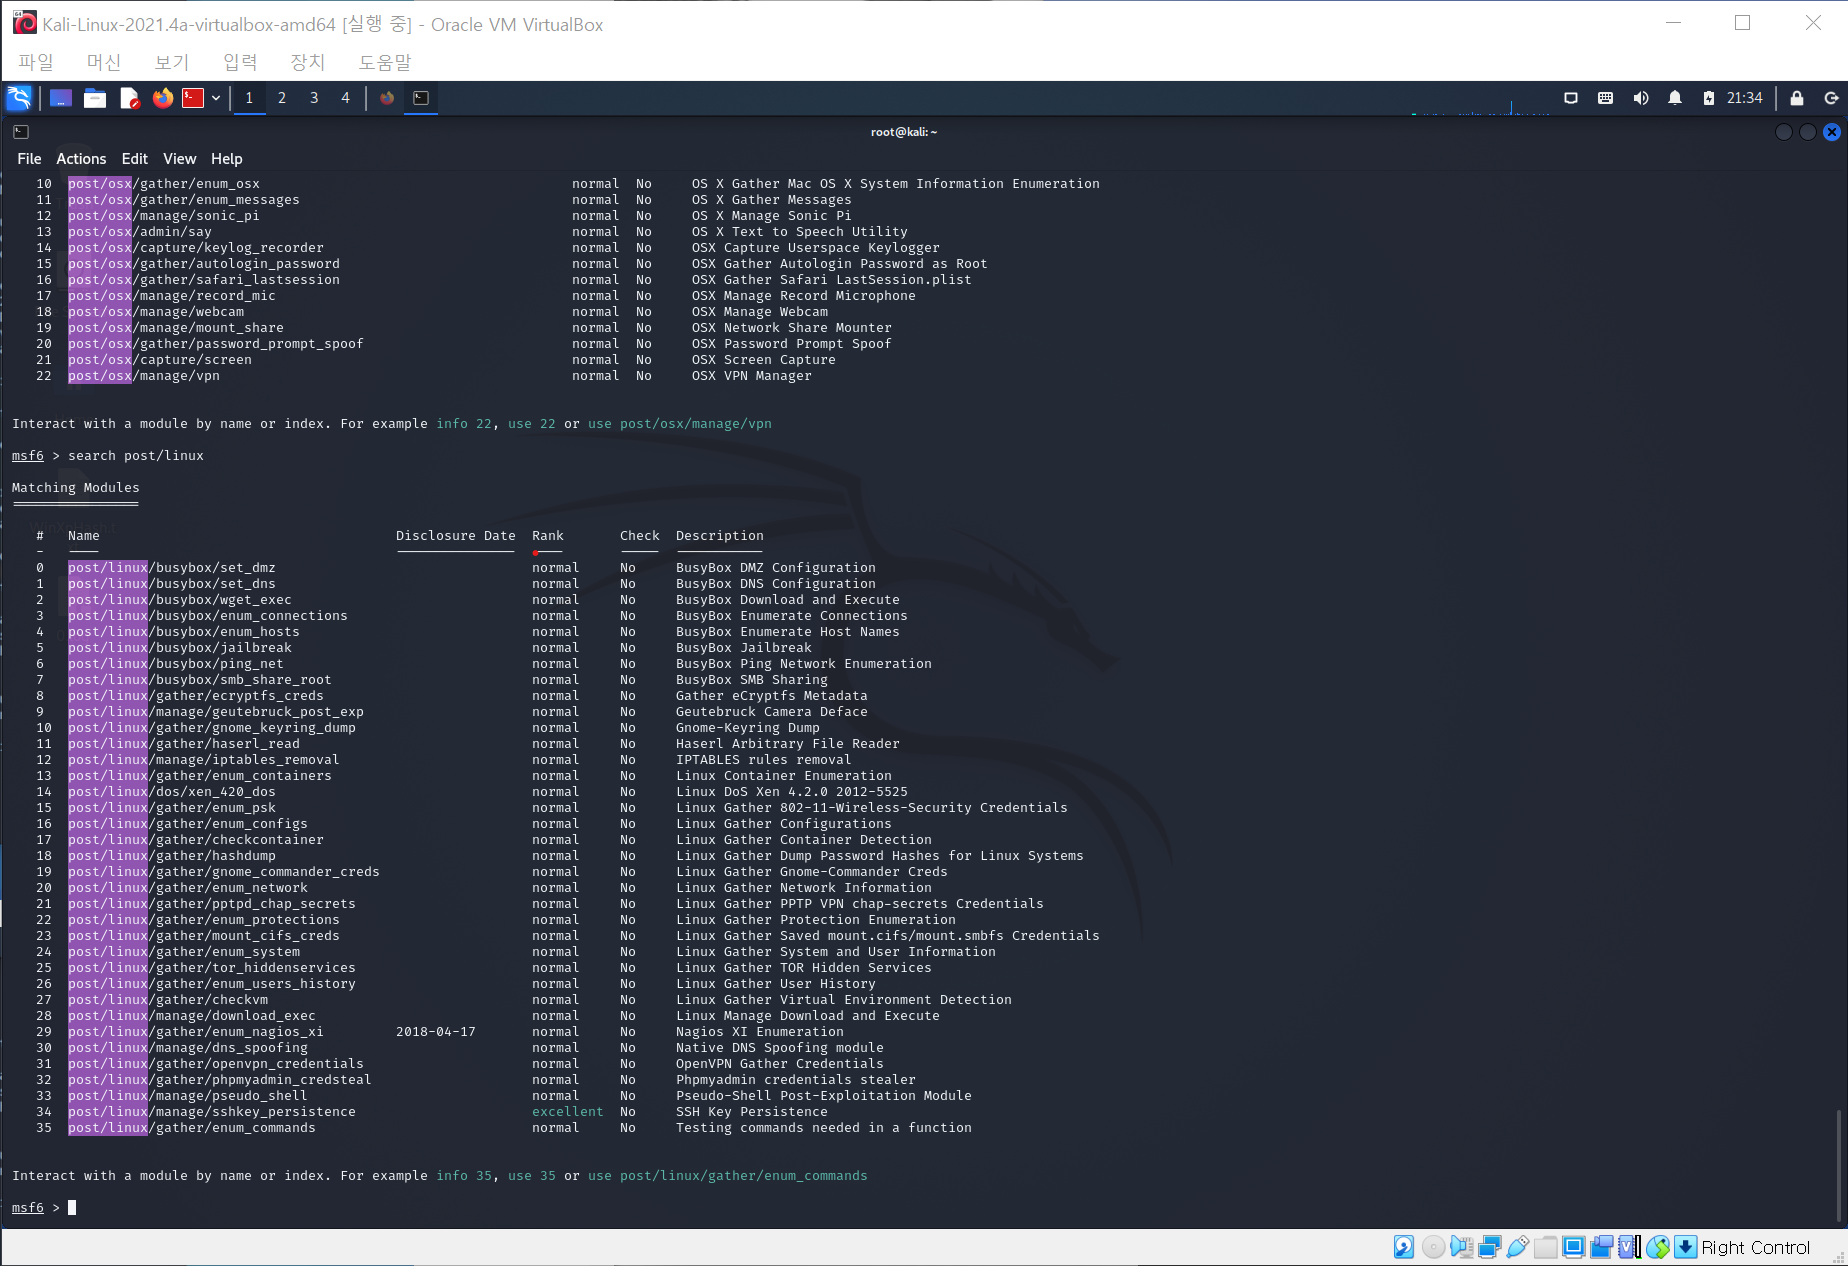 Kali-Linux-2021.4a-virtualbox-amd64 [실행 중] - Oracle VM VirtualBox
파일 머신 보기 입력 장치 도움말
1 2 3 4 21:34
root@kali: ~
File Actions Edit View Help
10 post/osx/gather/enum_osx normal No OS X Gather Mac OS X System Information Enumeration
11 post/osx/gather/enum_messages normal No OS X Gather Messages
12 post/osx/manage/sonic_pi normal No OS X Manage Sonic Pi
13 post/osx/admin/say normal No OS X Text to Speech Utility
14 post/osx/capture/keylog_recorder normal No OSX Capture Userspace Keylogger
15 post/osx/gather/autologin_password normal No OSX Gather Autologin Password as Root
16 post/osx/gather/safari_lastsession normal No OSX Gather Safari LastSession.plist
17 post/osx/manage/record_mic normal No OSX Manage Record Microphone
18 post/osx/manage/webcam normal No OSX Manage Webcam
19 post/osx/manage/mount_share normal No OSX Network Share Mounter
20 post/osx/gather/password_prompt_spoof normal No OSX Password Prompt Spoof
21 post/osx/capture/screen normal No OSX Screen Capture
22 post/osx/manage/vpn normal No OSX VPN Manager
Interact with a module by name or index. For example info 22, use 22 or use post/osx/manage/vpn
msf6 > search post/linux
Matching Modules
================
# Name Disclosure Date Rank Check Description
- ---- --------------- ---- ----- -----------
0 post/linux/busybox/set_dmz normal No BusyBox DMZ Configuration
1 post/linux/busybox/set_dns normal No BusyBox DNS Configuration
2 post/linux/busybox/wget_exec normal No BusyBox Download and Execute
3 post/linux/busybox/enum_connections normal No BusyBox Enumerate Connections
4 post/linux/busybox/enum_hosts normal No BusyBox Enumerate Host Names
5 post/linux/busybox/jailbreak normal No BusyBox Jailbreak
6 post/linux/busybox/ping_net normal No BusyBox Ping Network Enumeration
7 post/linux/busybox/smb_share_root normal No BusyBox SMB Sharing
8 post/linux/gather/ecryptfs_creds normal No Gather eCryptfs Metadata
9 post/linux/manage/geutebruck_post_exp normal No Geutebruck Camera Deface
10 post/linux/gather/gnome_keyring_dump normal No Gnome-Keyring Dump
11 post/linux/gather/haserl_read normal No Haserl Arbitrary File Reader
12 post/linux/manage/iptables_removal normal No IPTABLES rules removal
13 post/linux/gather/enum_containers normal No Linux Container Enumeration
14 post/linux/dos/xen_420_dos normal No Linux DoS Xen 4.2.0 2012-5525
15 post/linux/gather/enum_psk normal No Linux Gather 802-11-Wireless-Security Credentials
16 post/linux/gather/enum_configs normal No Linux Gather Configurations
17 post/linux/gather/checkcontainer normal No Linux Gather Container Detection
18 post/linux/gather/hashdump normal No Linux Gather Dump Password Hashes for Linux Systems
19 post/linux/gather/gnome_commander_creds normal No Linux Gather Gnome-Commander Creds
20 post/linux/gather/enum_network normal No Linux Gather Network Information
21 post/linux/gather/pptpd_chap_secrets normal No Linux Gather PPTP VPN chap-secrets Credentials
22 post/linux/gather/enum_protections normal No Linux Gather Protection Enumeration
23 post/linux/gather/mount_cifs_creds normal No Linux Gather Saved mount.cifs/mount.smbfs Credentials
24 post/linux/gather/enum_system normal No Linux Gather System and User Information
25 post/linux/gather/tor_hiddenservices normal No Linux Gather TOR Hidden Services
26 post/linux/gather/enum_users_history normal No Linux Gather User History
27 post/linux/gather/checkvm normal No Linux Gather Virtual Environment Detection
28 post/linux/manage/download_exec normal No Linux Manage Download and Execute
29 post/linux/gather/enum_nagios_xi 2018-04-17 normal No Nagios XI Enumeration
30 post/linux/manage/dns_spoofing normal No Native DNS Spoofing module
31 post/linux/gather/openvpn_credentials normal No OpenVPN Gather Credentials
32 post/linux/gather/phpmyadmin_credsteal normal No Phpmyadmin credentials stealer
33 post/linux/manage/pseudo_shell normal No Pseudo-Shell Post-Exploitation Module
34 post/linux/manage/sshkey_persistence excellent No SSH Key Persistence
35 post/linux/gather/enum_commands normal No Testing commands needed in a function
Interact with a module by name or index. For example info 35, use 35 or use post/linux/gather/enum_commands
msf6 >
Right Control